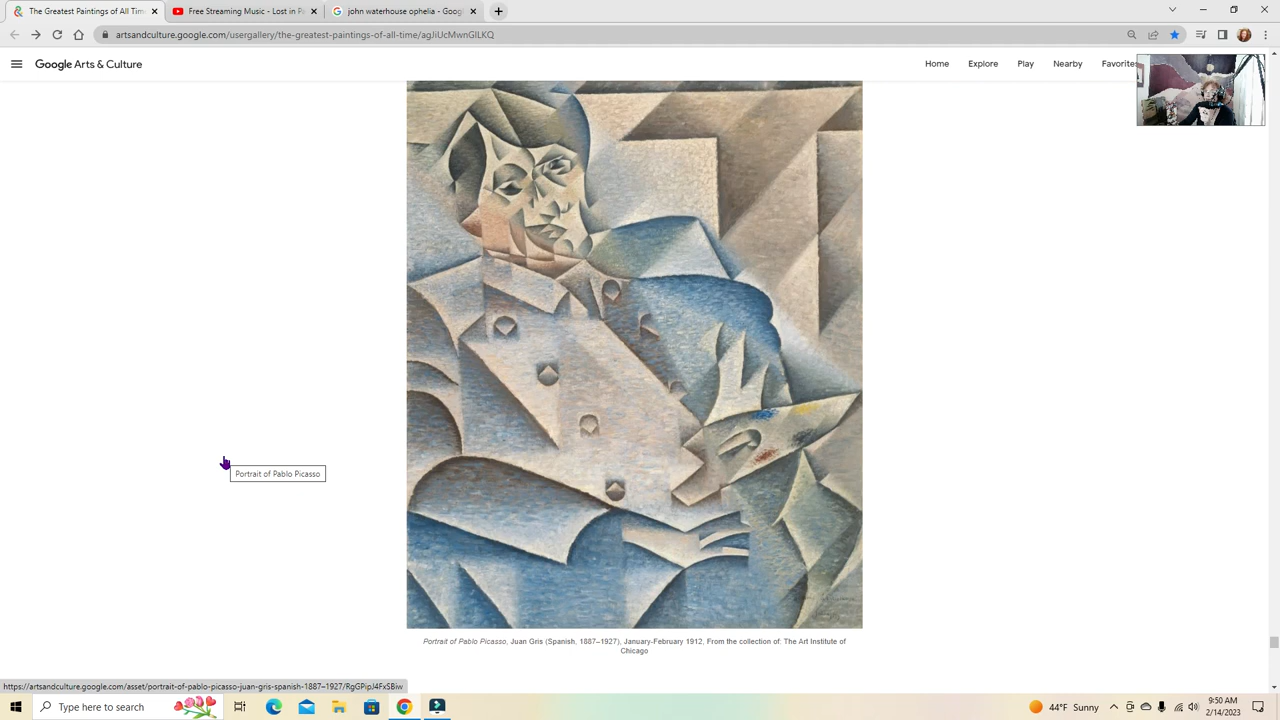 The Greatest Paintings of All Tim
Free Streaming Music - Lost in Pi
john waterhouse ophelia - Goog
artsandculture.google.com/usergallery/the-greatest-paintings-of-all-time/agJiUcMwnGILKQ
Google Arts & Culture
Home Explore Play Nearby Favorites
Portrait of Pablo Picasso
Portrait of Pablo Picasso, Juan Gris (Spanish, 1887–1927), January-February 1912, From the collection of: The Art Institute of
Chicago
https://artsandculture.google.com/asset/portrait-of-pablo-picasso-juan-gris-spanish-1887–1927/RgGPipJ4FxSBiw
Type here to search
44°F Sunny
9:50 AM
2/14/2023